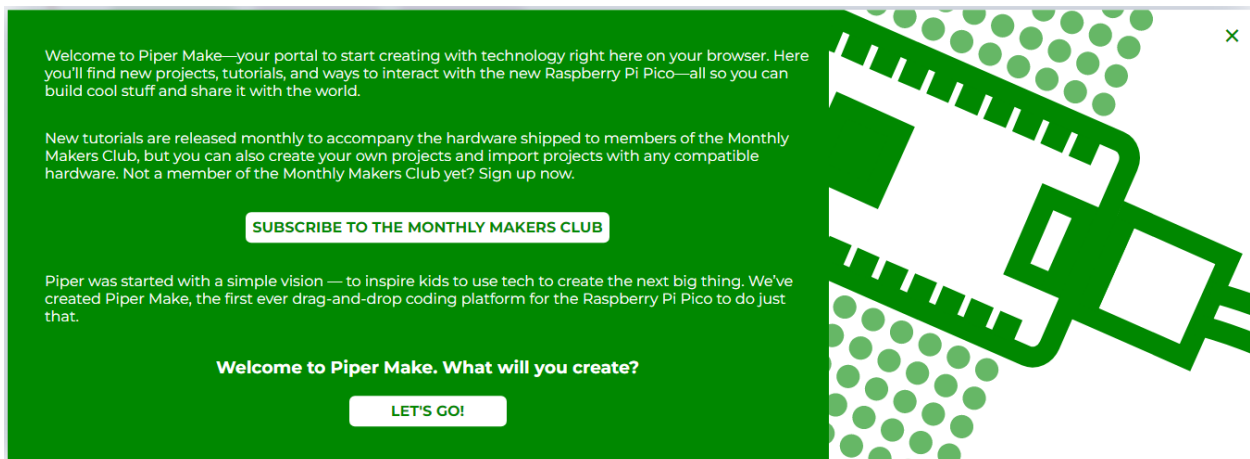 Welcome to Piper Make—your portal to start creating with technology right here on your browser. Here
you'll find new projects, tutorials, and ways to interact with the new Raspberry Pi Pico—all so you can
build cool stuff and share it with the world.
New tutorials are released monthly to accompany the hardware shipped to members of the Monthly
Makers Club, but you can also create your own projects and import projects with any compatible
hardware. Not a member of the Monthly Makers Club yet? Sign up now.
SUBSCRIBE TO THE MONTHLY MAKERS CLUB
Piper was started with a simple vision — to inspire kids to use tech to create the next big thing. We've
created Piper Make, the first ever drag-and-drop coding platform for the Raspberry Pi Pico to do just
that.
Welcome to Piper Make. What will you create?
LET'S GO!